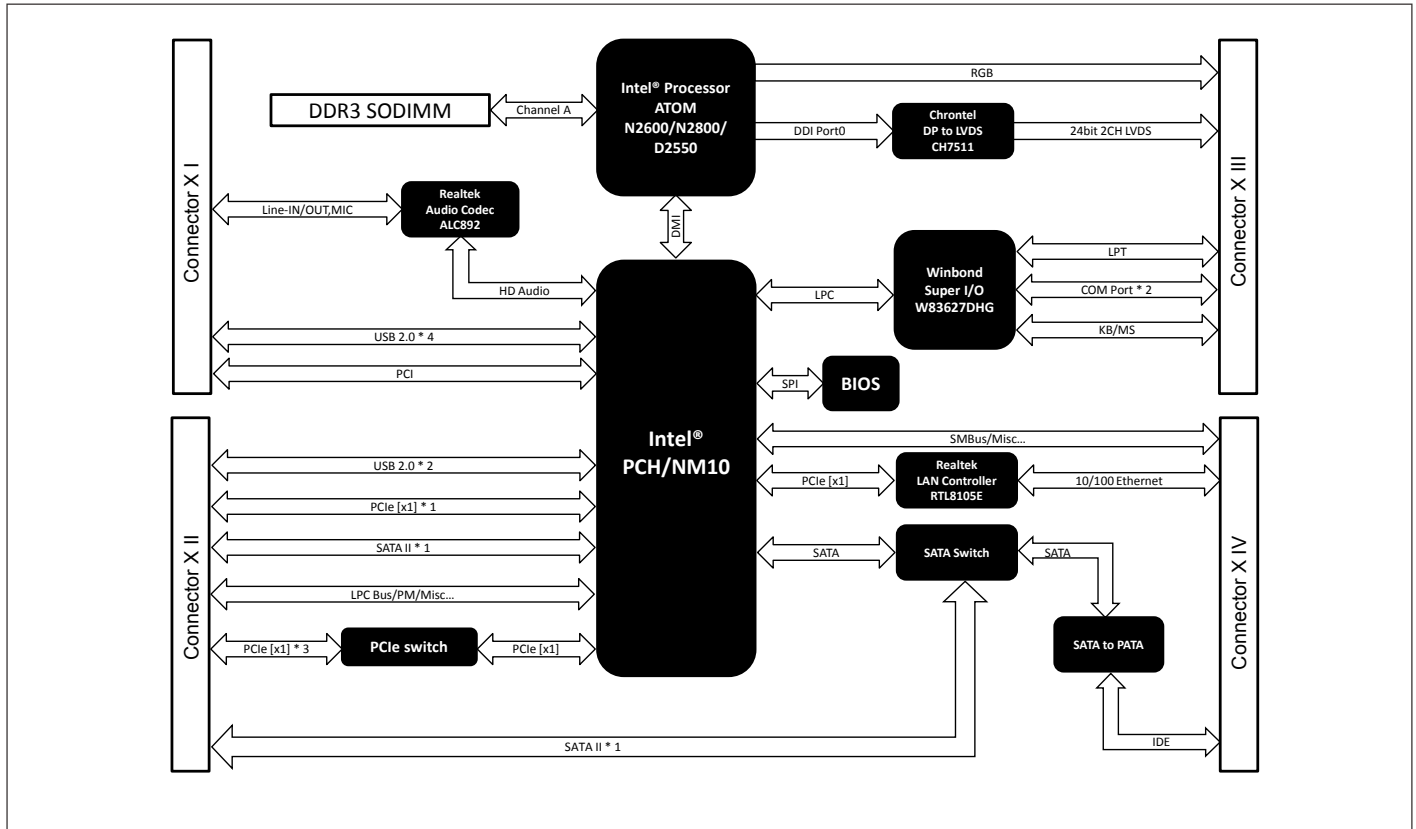 Connector X I
DDR3 SODIMM
Channel A
Intel® Processor
ATOM
N2600/N2800/
D2550
RGB
DDI Port0
Chrontel
DP to LVDS
CH7511
24bit 2CH LVDS
Connector X III
Line-IN/OUT,MIC
Realtek
Audio Codec
ALC892
DMI
HD Audio
LPC
Winbond
Super I/O
W83627DHG
LPT
COM Port * 2
KB/MS
USB 2.0 * 4
PCI
SPI
BIOS
Intel®
PCH/NM10
Connector X II
USB 2.0 * 2
PCIe [x1] * 1
SATA II * 1
LPC Bus/PM/Misc...
PCIe [x1] * 3
PCIe switch
PCIe [x1]
SATA II * 1
SMBus/Misc...
PCIe [x1]
Realtek
LAN Controller
RTL8105E
10/100 Ethernet
SATA
SATA Switch
SATA
SATA to PATA
IDE
Connector X IV